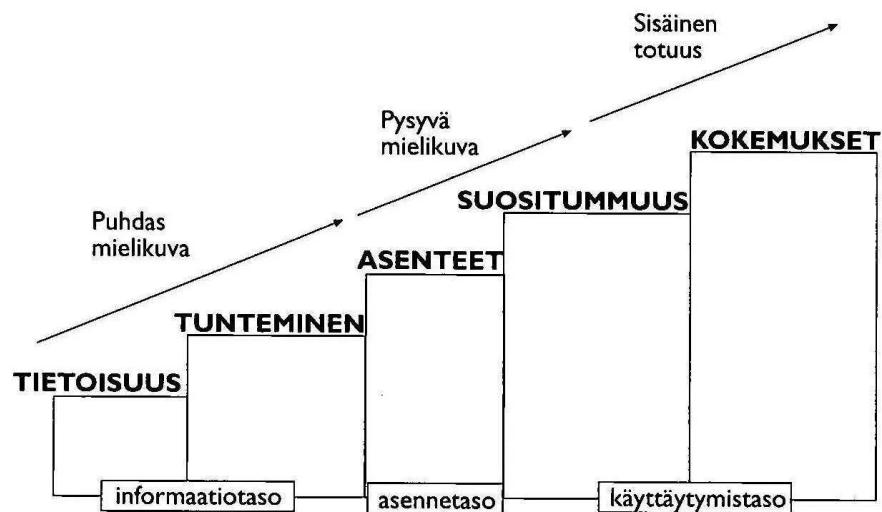 Sisäinen
totuus
Pysyvä
mielikuva
KOKEMUKSET
SUOSITUMMUUS
Puhdas
mielikuva
ASENTEET
TUNTEMINEN
TIETOISUUS
informaatiotaso
asennetaso
käyttäytymistaso